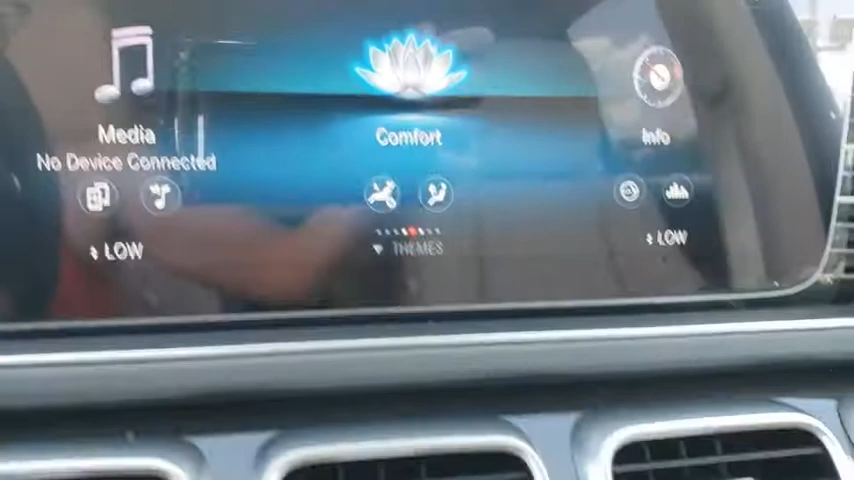 Media
No Device Connected
Comfort
Info
LOW
THEMES
LOW